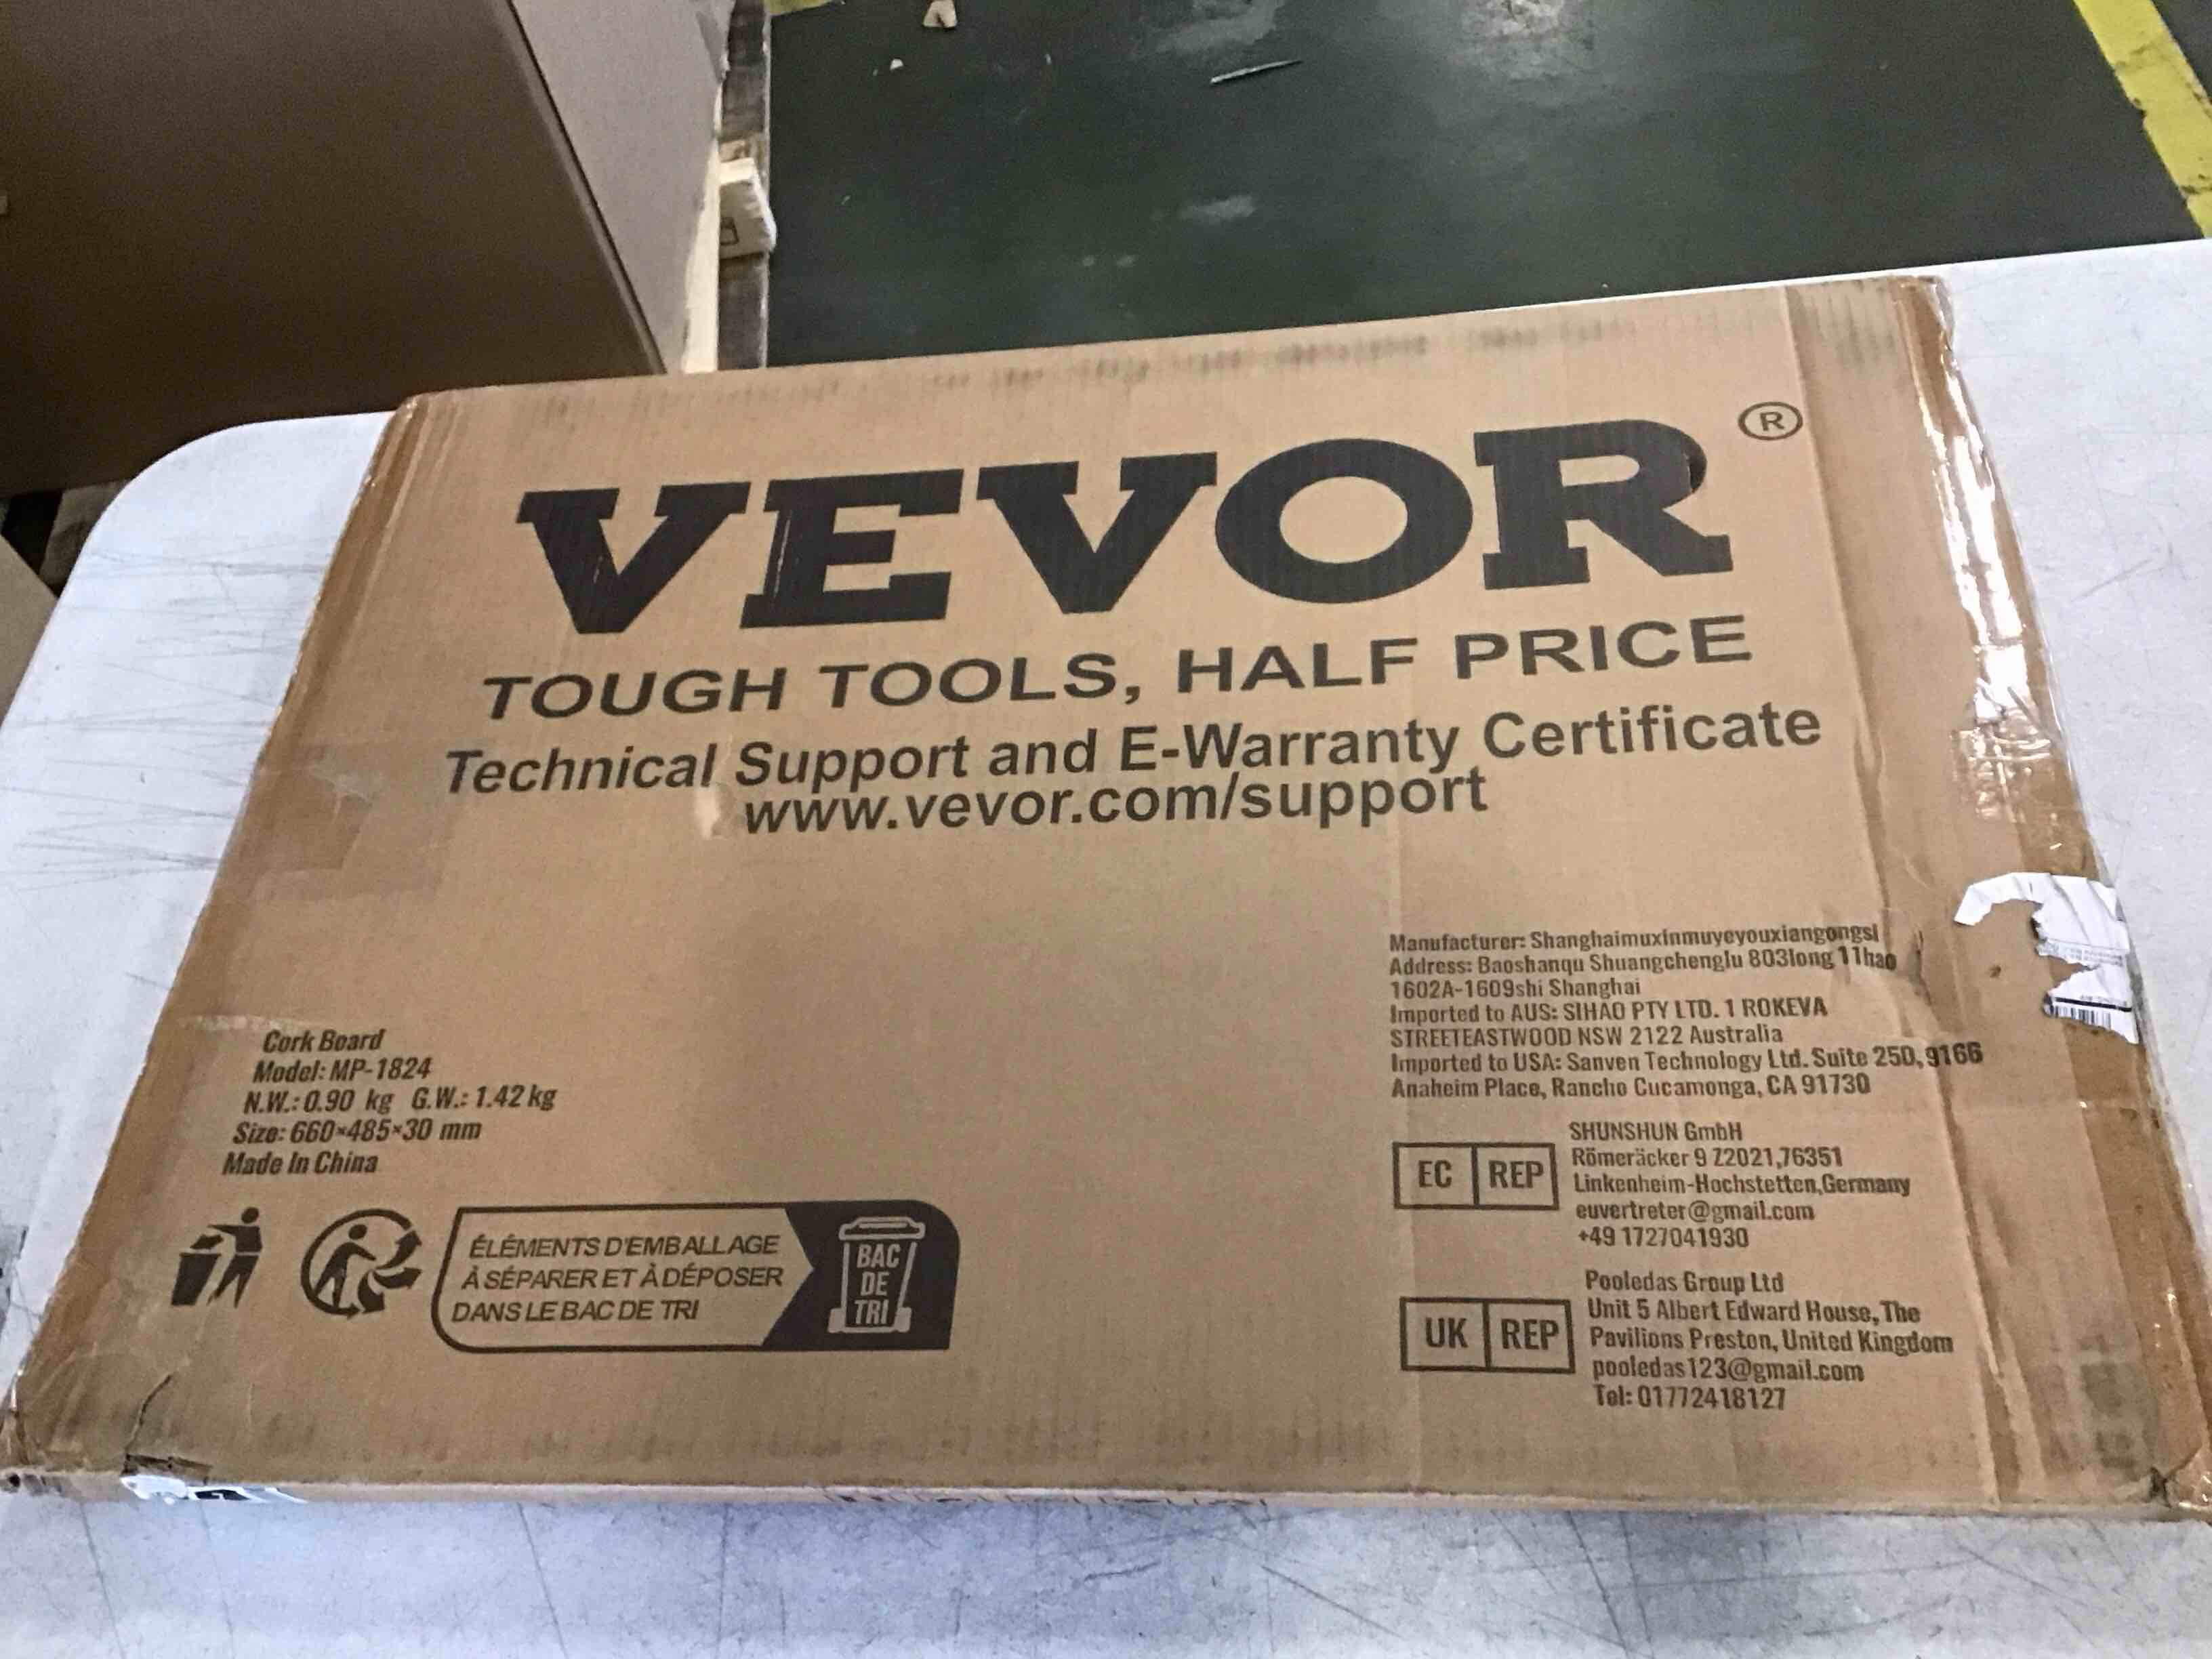 VEVOR®
TOUGH TOOLS, HALF PRICE
Technical Support and E-Warranty Certificate
www.vevor.com/support
Cork Board
Model: MP-1824
N.W.: 0.90 kg G.W.: 1.42 kg
Size: 660×485×30 mm
Made In China
ÉLÉMENTS D'EMBALLAGE
À SÉPARER ET À DÉPOSER
DANS LE BAC DE TRI
BAC
DE
TRI
Manufacturer: Shanghaimuxinmuyeyouxiangongsi
Address: Baoshanqu Shuangchenglu 803long 11hao
1602A-1609shi Shanghai
Imported to AUS: SIHAO PTY LTD. 1 ROKEVA
STREETEASTWOOD NSW 2122 Australia
Imported to USA: Sanven Technology Ltd. Suite 250, 9166
Anaheim Place, Rancho Cucamonga, CA 91730
EC REP
SHUNSHUN GmbH
Römeräcker 9 Z2021,76351
Linkenheim-Hochstetten,Germany
euvertreter@gmail.com
+49 1727041930
UK REP
Pooledas Group Ltd
Unit 5 Albert Edward House, The
Pavilions Preston, United Kingdom
pooledas123@gmail.com
Tel: 01772418127